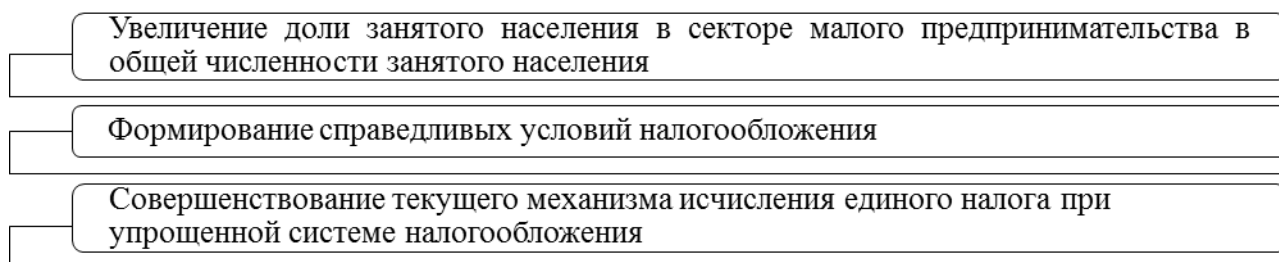 Увеличение доли занятого населения в секторе малого предпринимательства в
общей численности занятого населения
Формирование справедливых условий налогообложения
Совершенствование текущего механизма исчисления единого налога при
упрощенной системе налогообложения